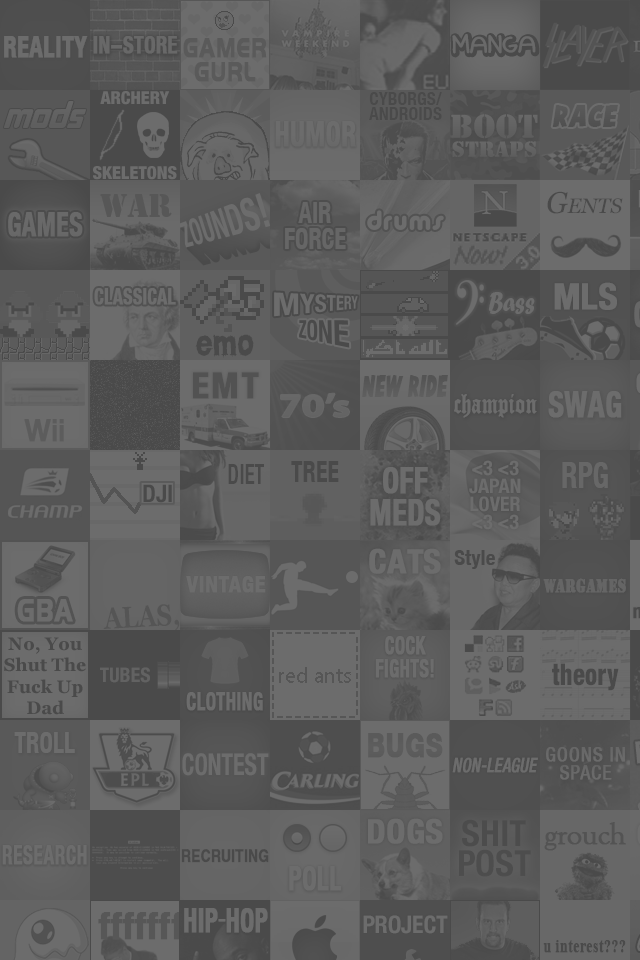 REALITY
IN-STORE
GAMER
GURL
VAMPIRE
WEEKEND
EU
MANGA
SLAYER
mods
ARCHERY
SKELETONS
HUMOR
CYBORGS/
ANDROIDS
BOOT
STRAPS
RACE
GAMES
WAR
ZOUNDS!
AIR
FORCE
drums
N
NETSCAPE
Now! 3.0
GENTS
CLASSICAL
emo
MYSTERY
ZONE
Bass
MLS
Wii
EMT
70's
NEW RIDE
champion
SWAG
CHAMP
DJI
DIET
TREE
OFF
MEDS
<3 <3
JAPAN
LOVER
<3 <3
RPG
GBA
ALAS,
VINTAGE
CATS
Style
WARGAMES
No, You
Shut The
Fuck Up
Dad
TUBES
CLOTHING
red ants
COCK
FIGHTS!
theory
TROLL
EPL
CONTEST
CARLING
BUGS
NON-LEAGUE
GOONS IN
SPACE
RESEARCH
RECRUITING
POLL
DOGS
SHIT
POST
grouch
ffffff
HIP-HOP
PROJECT
u interest???